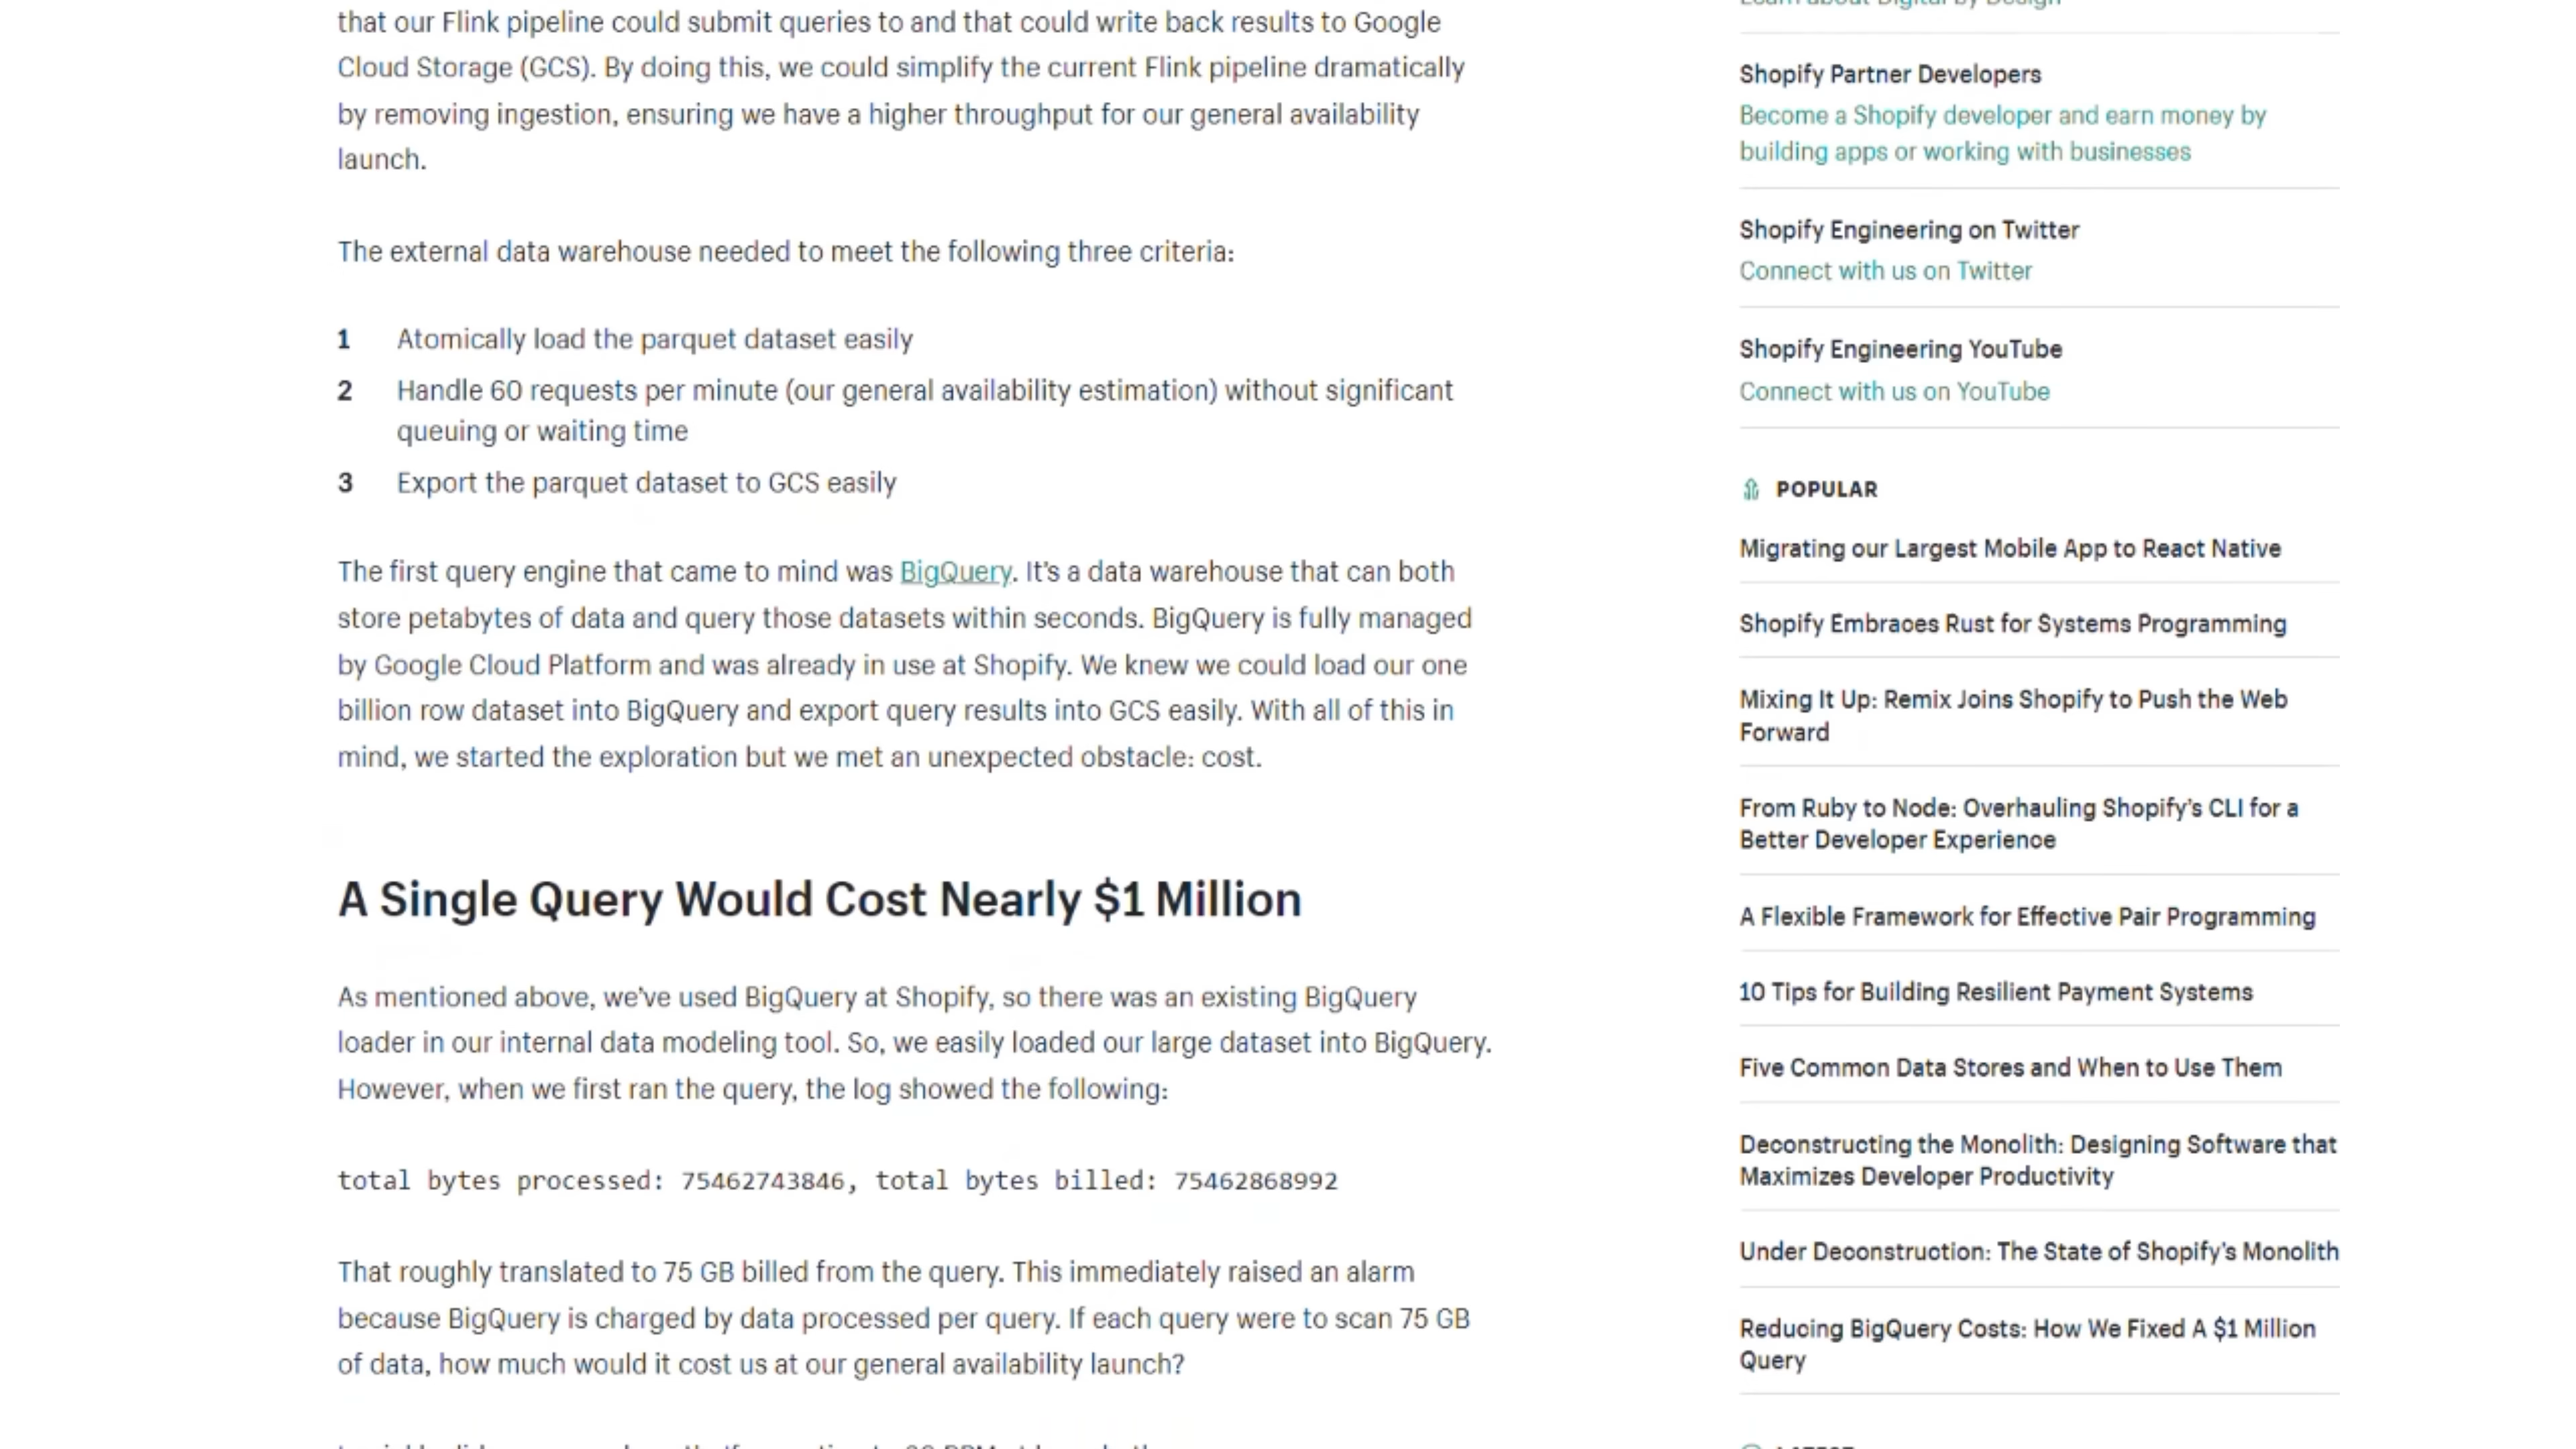 that our Flink pipeline could submit queries to and that could write back results to Google
Cloud Storage (GCS). By doing this, we could simplify the current Flink pipeline dramatically
by removing ingestion, ensuring we have a higher throughput for our general availability
launch.
The external data warehouse needed to meet the following three criteria:
1 Atomically load the parquet dataset easily
2 Handle 60 requests per minute (our general availability estimation) without significant
queuing or waiting time
3 Export the parquet dataset to GCS easily
The first query engine that came to mind was BigQuery. It's a data warehouse that can both
store petabytes of data and query those datasets within seconds. BigQuery is fully managed
by Google Cloud Platform and was already in use at Shopify. We knew we could load our one
billion row dataset into BigQuery and export query results into GCS easily. With all of this in
mind, we started the exploration but we met an unexpected obstacle: cost.
A Single Query Would Cost Nearly $1 Million
As mentioned above, we've used BigQuery at Shopify, so there was an existing BigQuery
loader in our internal data modeling tool. So, we easily loaded our large dataset into BigQuery.
However, when we first ran the query, the log showed the following:
total bytes processed: 75462743846, total bytes billed: 75462868992
That roughly translated to 75 GB billed from the query. This immediately raised an alarm
because BigQuery is charged by data processed per query. If each query were to scan 75 GB
of data, how much would it cost us at our general availability launch?
Learn about Digital by Design
Shopify Partner Developers
Become a Shopify developer and earn money by
building apps or working with businesses
Shopify Engineering on Twitter
Connect with us on Twitter
Shopify Engineering YouTube
Connect with us on YouTube
POPULAR
Migrating our Largest Mobile App to React Native
Shopify Embraces Rust for Systems Programming
Mixing It Up: Remix Joins Shopify to Push the Web
Forward
From Ruby to Node: Overhauling Shopify's CLI for a
Better Developer Experience
A Flexible Framework for Effective Pair Programming
10 Tips for Building Resilient Payment Systems
Five Common Data Stores and When to Use Them
Deconstructing the Monolith: Designing Software that
Maximizes Developer Productivity
Under Deconstruction: The State of Shopify's Monolith
Reducing BigQuery Costs: How We Fixed A $1 Million
Query